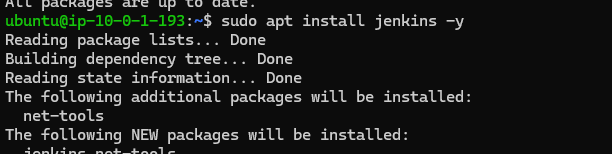 All packages are up to date.
ubuntu@ip-10-0-1-193:~$ sudo apt install jenkins -y
Reading package lists... Done
Building dependency tree... Done
Reading state information... Done
The following additional packages will be installed:
  net-tools
The following NEW packages will be installed:
  jenkins net-tools